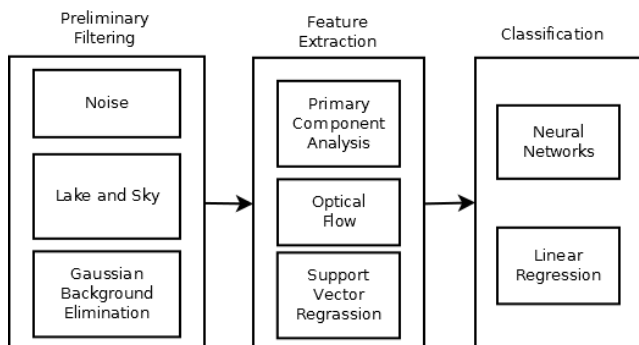 Preliminary
Filtering
Noise
Lake and Sky
Gaussian
Background
Elimination
Feature
Extraction
Primary
Component
Analysis
Optical
Flow
Support
Vector
Regrassion
Classification
Neural
Networks
Linear
Regression